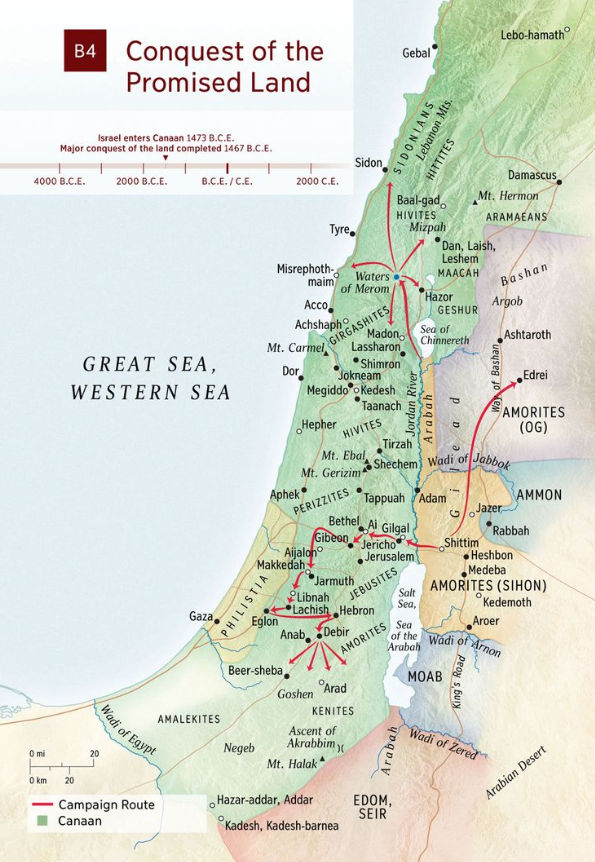 B4
Conquest of the
Promised Land
Israel enters Canaan 1473 B.C.E.
Major conquest of the land completed 1467 B.C.E.
4000 B.C.E.
2000 B.C.E.
B.C.E. / C.E.
2000 C.E.
Lebo-hamath
Gebal
SIDONIANS
Lebanon Mts.
HITTITES
Sidon
Damascus
Baal-gad
Mt. Hermon
HIVITES
ARAMAEANS
Mizpah
Tyre
Dan, Laish,
Leshem
Misrephoth-
maim
Waters
of Merom
MAACAH
Bashan
Hazor
Argob
Acco
GESHUR
Achshaph
GIRGASHITES
Sea of
Chinnereth
Madon
Ashtaroth
Mt. Carmel
Lassharon
Shimron
GREAT SEA,
WESTERN SEA
Dor
Jokneam
Edrei
Megiddo
Kedesh
Way of Bashan
Taanach
Jordan River
Arabah
AMORITES
(OG)
Hepher
HIVITES
Gilead
Tirzah
Mt. Ebal
Shechem
Wadi of Jabbok
Mt. Gerizim
Aphek
PERIZZITES
Tappuah
Adam
AMMON
Jazer
Bethel
Ai
Gilgal
Rabbah
Gibeon
Jericho
Shittim
Aijalon
Jerusalem
Heshbon
Makkedah
Medeba
Jarmuth
JEBUSITES
AMORITES (SIHON)
Libnah
Salt
Sea,
Kedemoth
PHILISTIA
Lachish
Hebron
Gaza
Eglon
Sea
of the
Arabah
Aroer
Anab
Debir
AMORITES
Wadi of Arnon
Beer-sheba
MOAB
King's Road
Goshen
Arad
KENITES
Wadi of Egypt
AMALEKITES
Negeb
Ascent of
Akrabbim
Arabah
Wadi of Zered
Mt. Halak
Arabian Desert
0 mi
20
0 km
20
Campaign Route
Canaan
Hazar-addar, Addar
Kadesh, Kadesh-barnea
EDOM,
SEIR